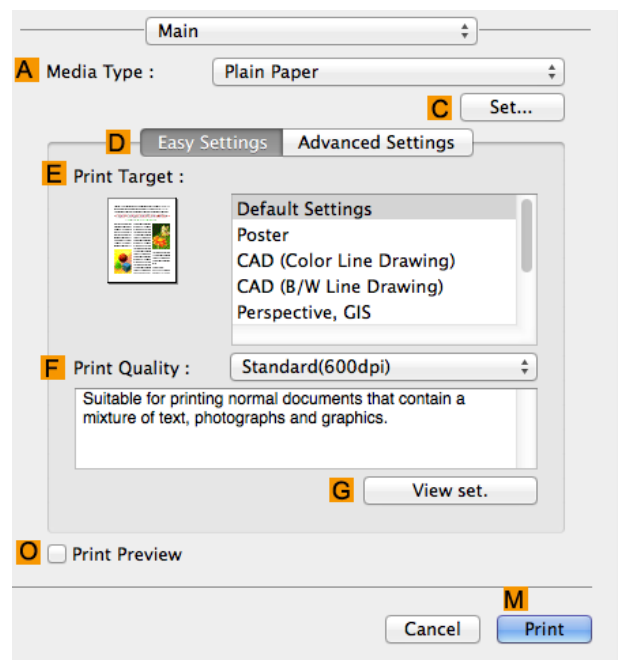 Main
A Media Type : Plain Paper
C Set...
D Easy Settings Advanced Settings
E Print Target :
Default Settings
Poster
CAD (Color Line Drawing)
CAD (B/W Line Drawing)
Perspective, GIS
F Print Quality : Standard(600dpi)
Suitable for printing normal documents that contain a
mixture of text, photographs and graphics.
G View set.
O Print Preview
M
Cancel Print